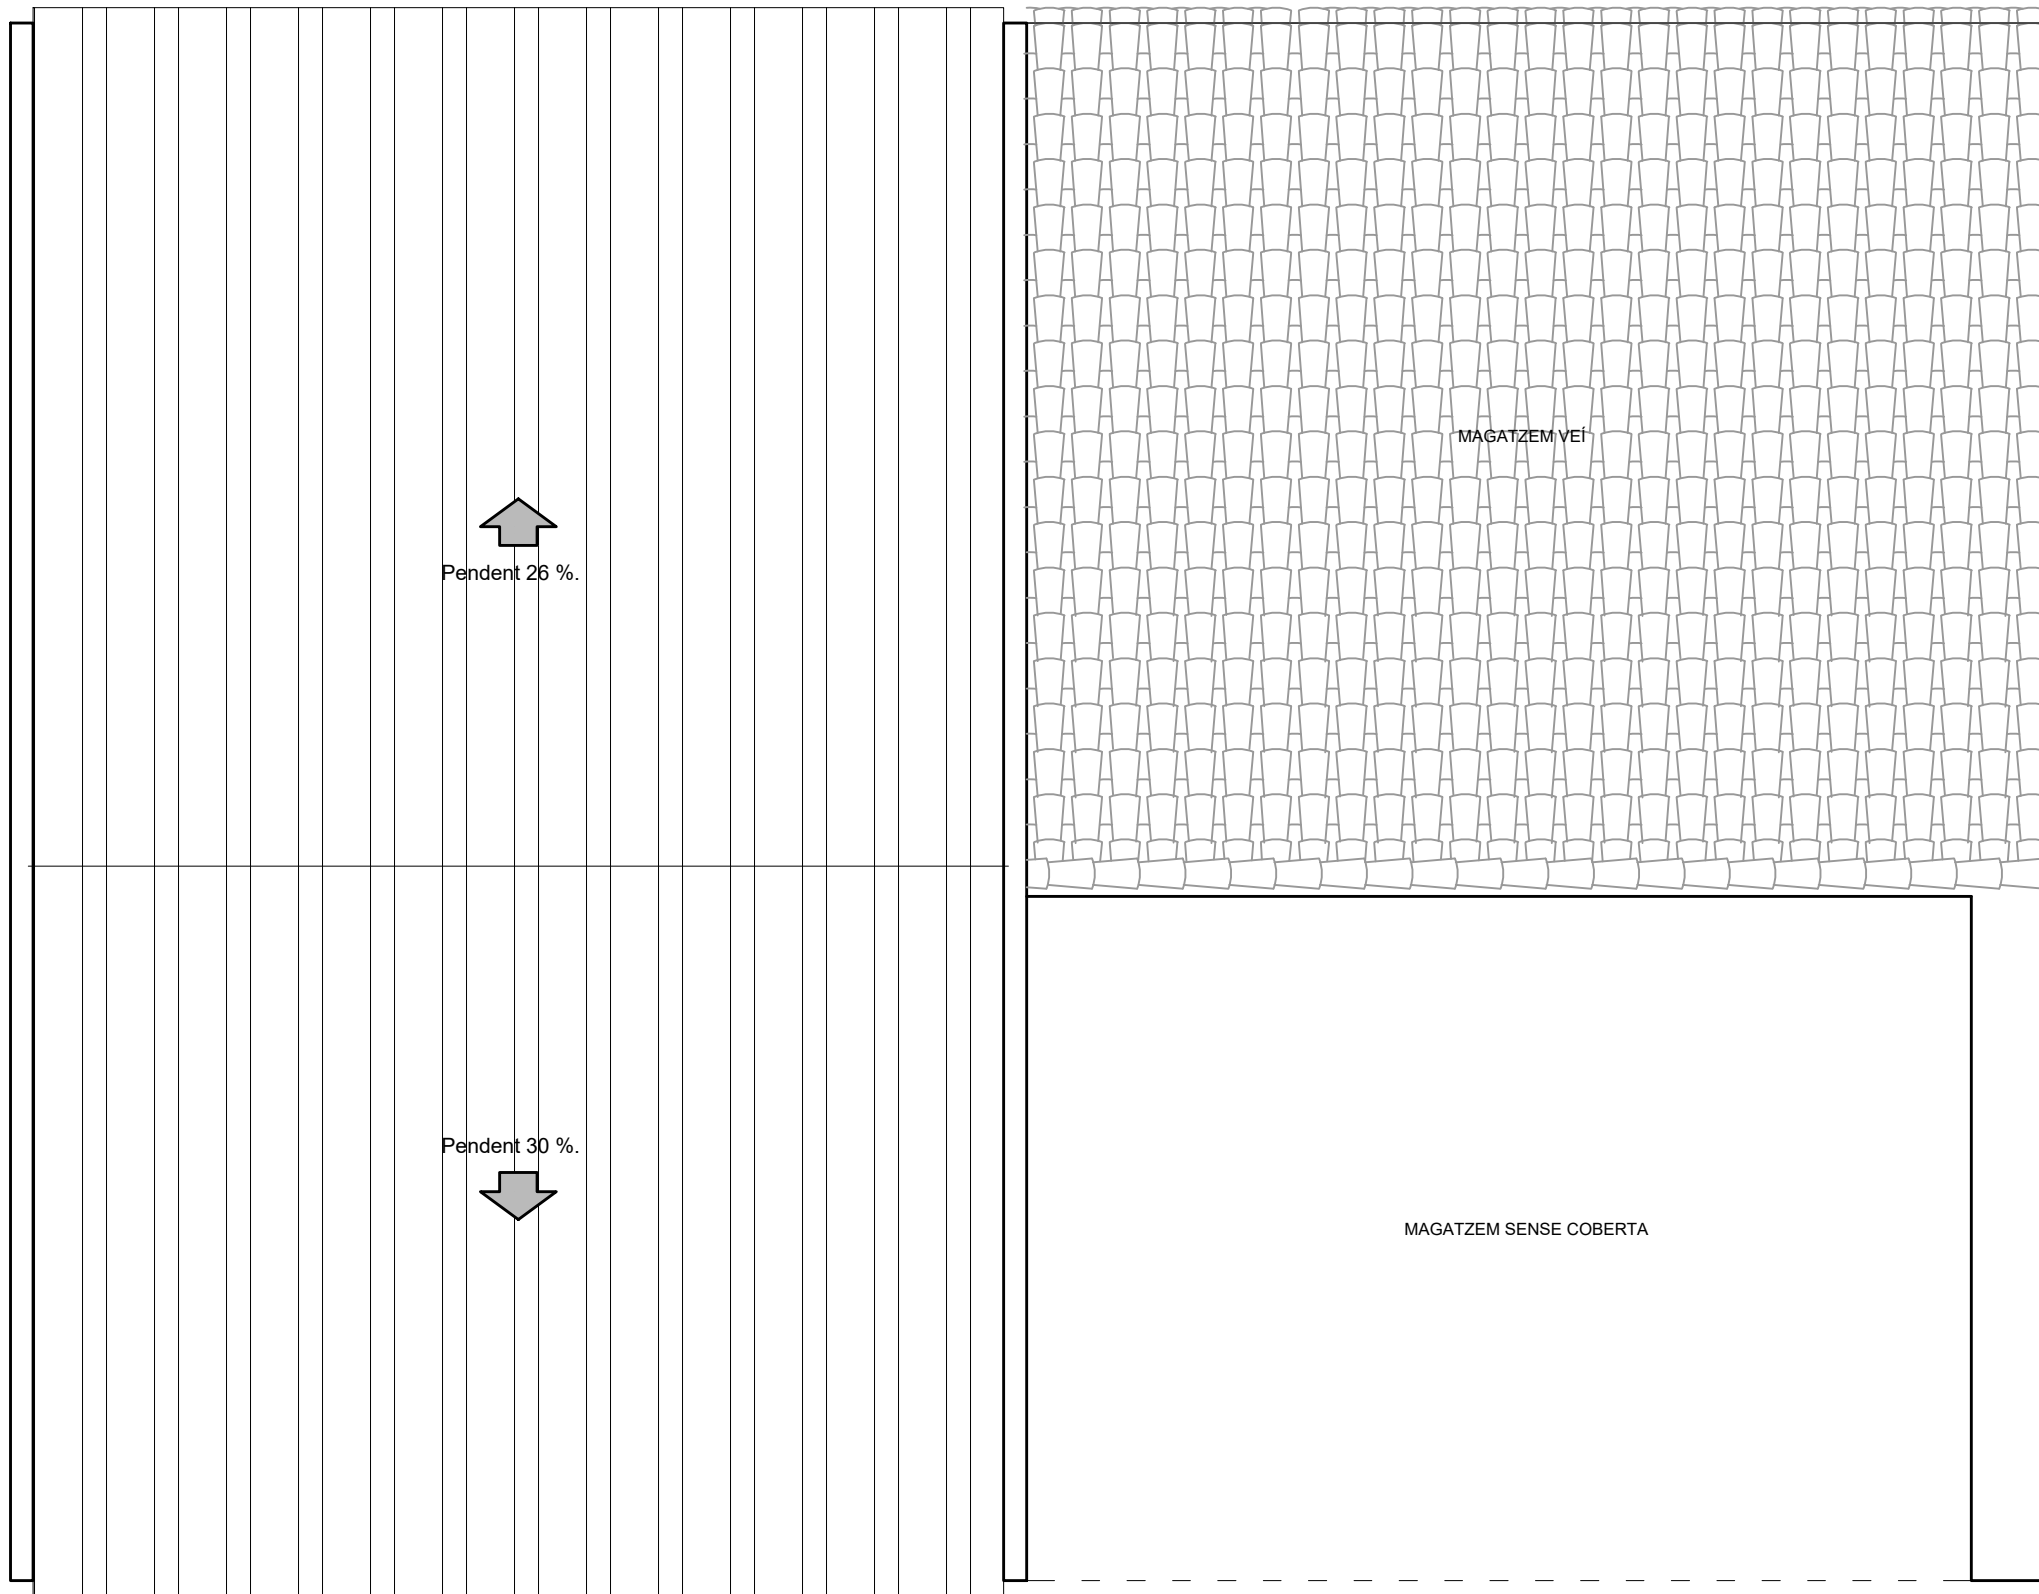 MAGATZEM VEÍ
Pendent 26 %.
Pendent 30 %.
MAGATZEM SENSE COBERTA